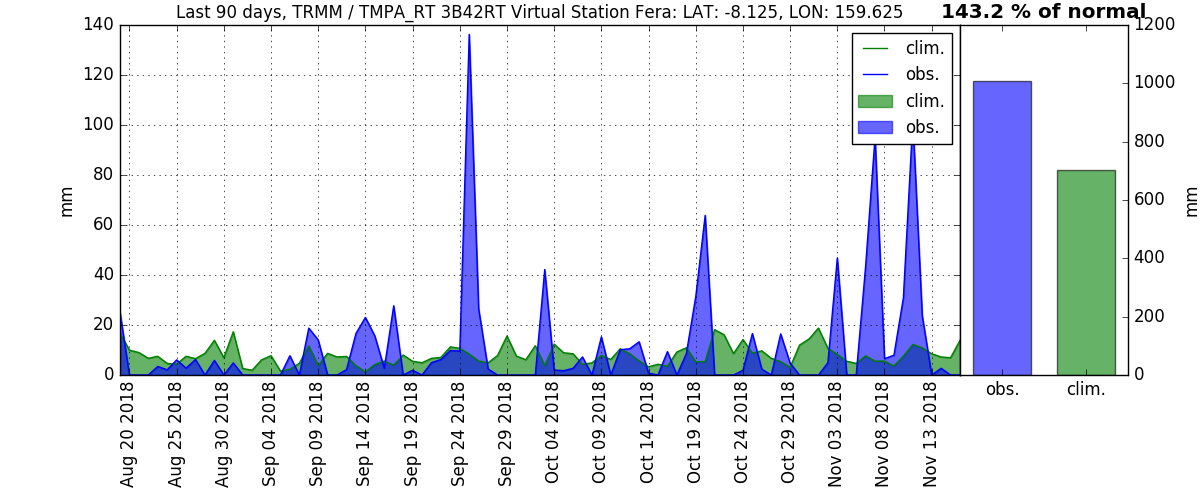 Last 90 days, TRMM / TMPA_RT 3B42RT Virtual Station Fera: LAT: -8.125, LON: 159.625
143.2 % of normal
140
120
100
80
60
40
20
0
mm
clim.
obs.
clim.
obs.
1200
1000
800
600
400
200
0
mm
obs.
clim.
Aug 20 2018
Aug 25 2018
Aug 30 2018
Sep 04 2018
Sep 09 2018
Sep 14 2018
Sep 19 2018
Sep 24 2018
Sep 29 2018
Oct 04 2018
Oct 09 2018
Oct 14 2018
Oct 19 2018
Oct 24 2018
Oct 29 2018
Nov 03 2018
Nov 08 2018
Nov 13 2018